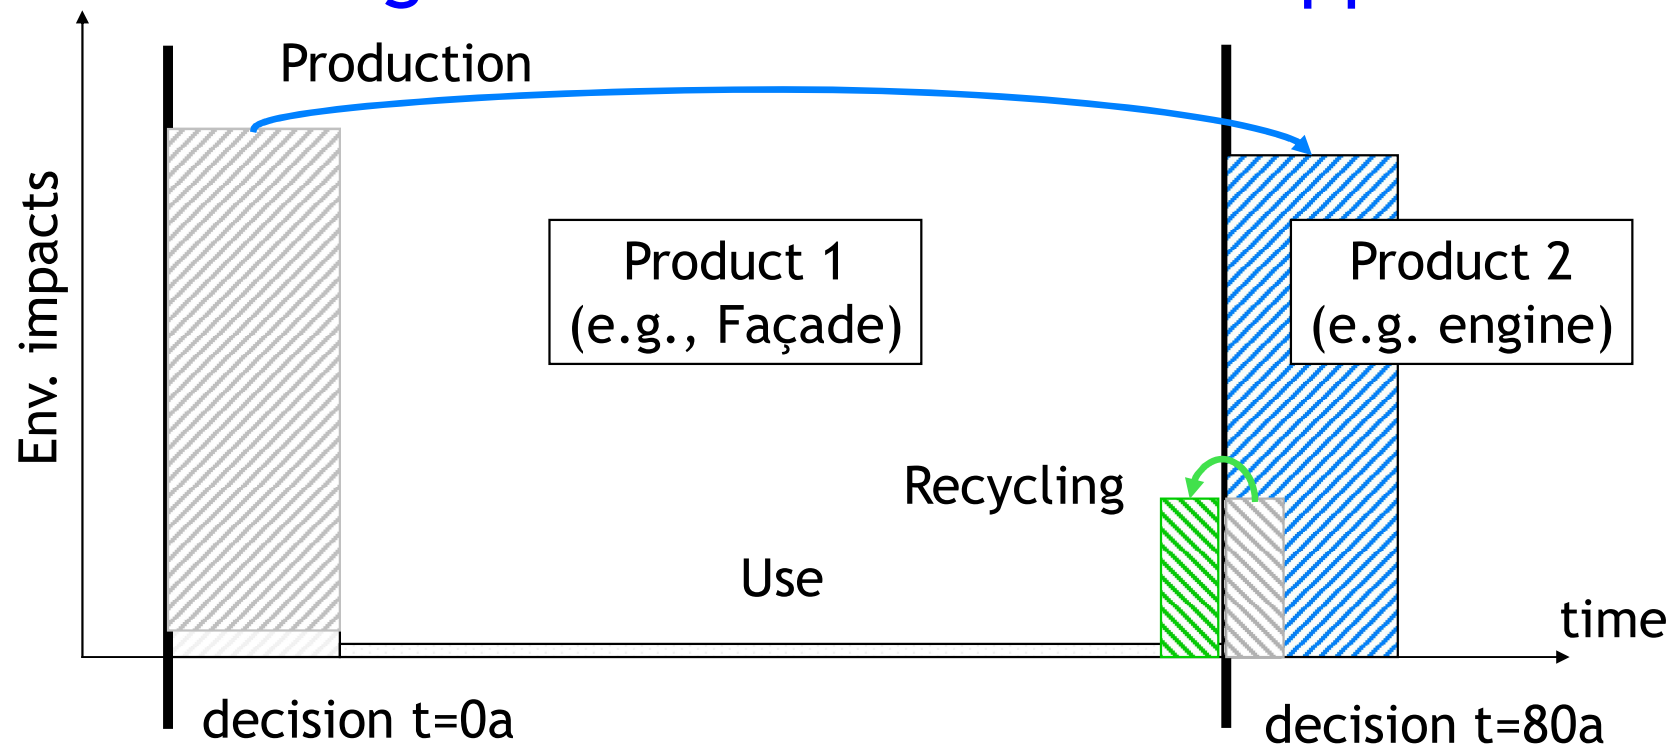 Production
Env. impacts
Product 1
(e.g., Façade)
Product 2
(e.g. engine)
Recycling
Use
time
decision t=0a
decision t=80a